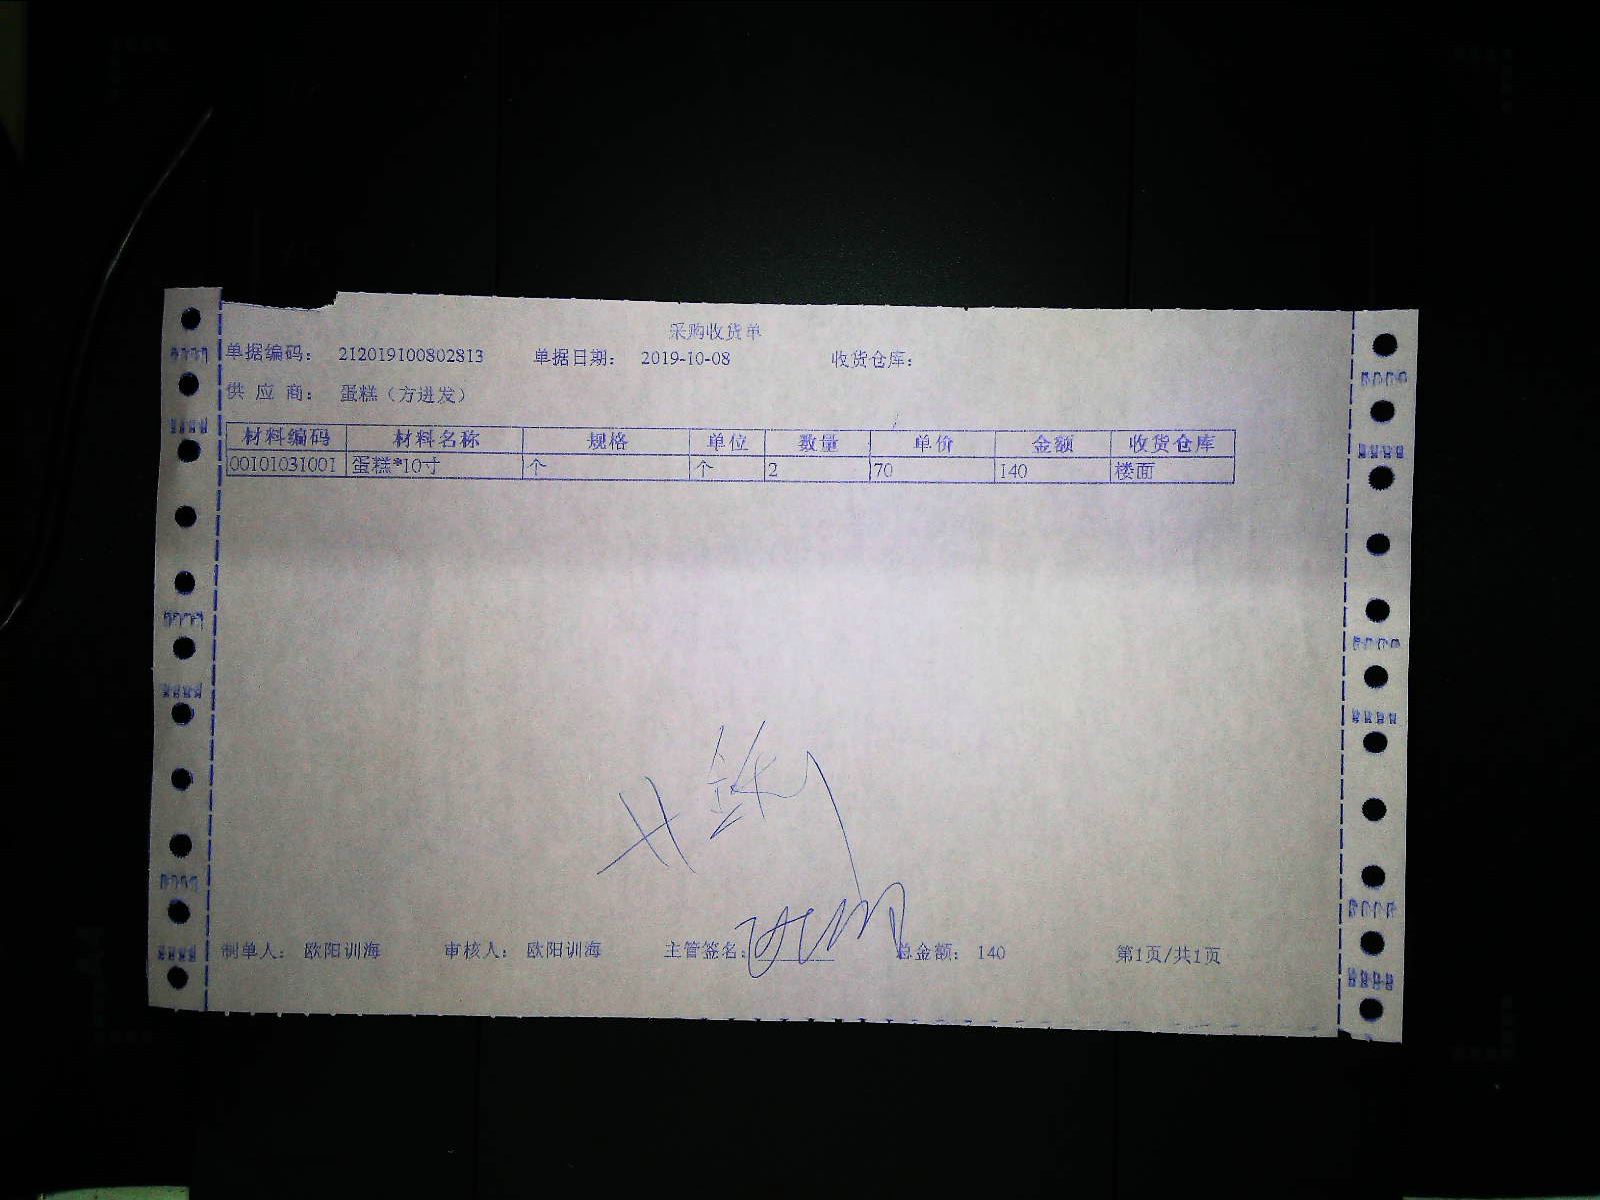 采购收货单
单据编码： 212019100802813 单据日期： 2019-10-08 收货仓库：
供 应 商： 蛋糕（方进发）
材料编码 材料名称 规格 单位 数量 单价 金额 收货仓库
00101031001 蛋糕*10寸 个 个 2 70 140 楼面
制单人： 欧阳训海 审核人： 欧阳训海 主管签名： 总金额： 140 第1页/共1页